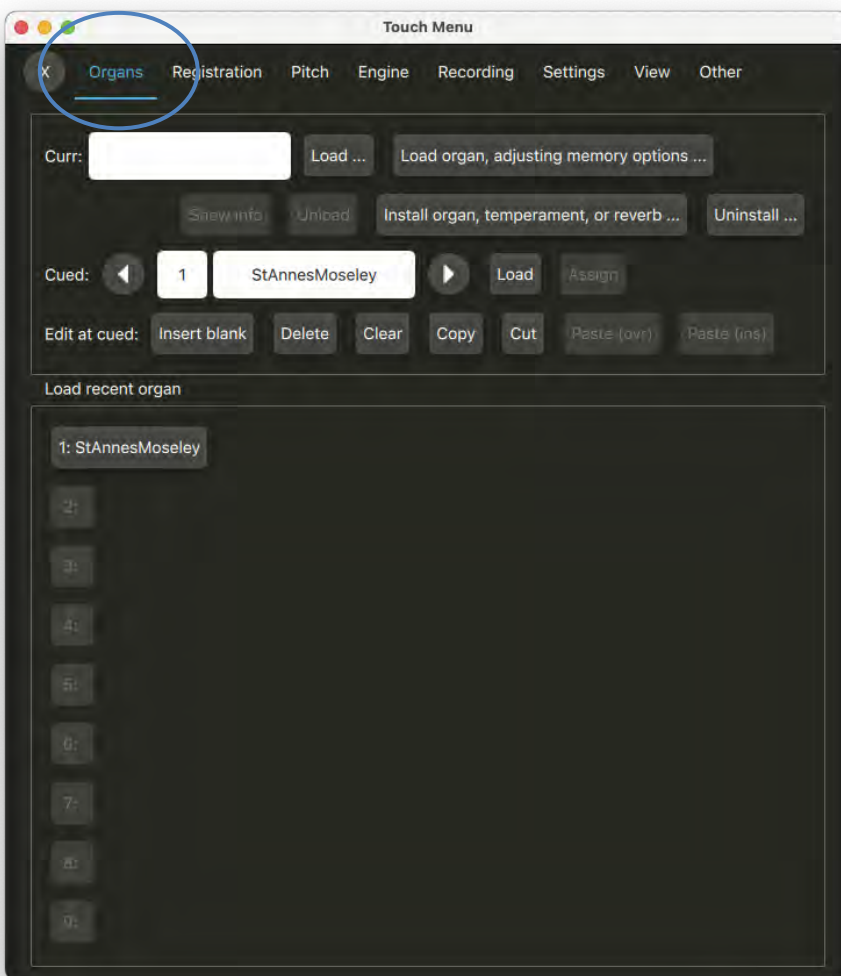 Touch Menu
X Organs Registration Pitch Engine Recording Settings View Other
Curr: Load ... Load organ, adjusting memory options ...
Show info Unload Install organ, temperament, or reverb ... Uninstall ...
Cued: 1 StAnnesMoseley Load Assign
Edit at cued: Insert blank Delete Clear Copy Cut Paste (ovr) Paste (ins)
Load recent organ
1: StAnnesMoseley
2:
3:
4:
5:
6:
7:
8:
9: